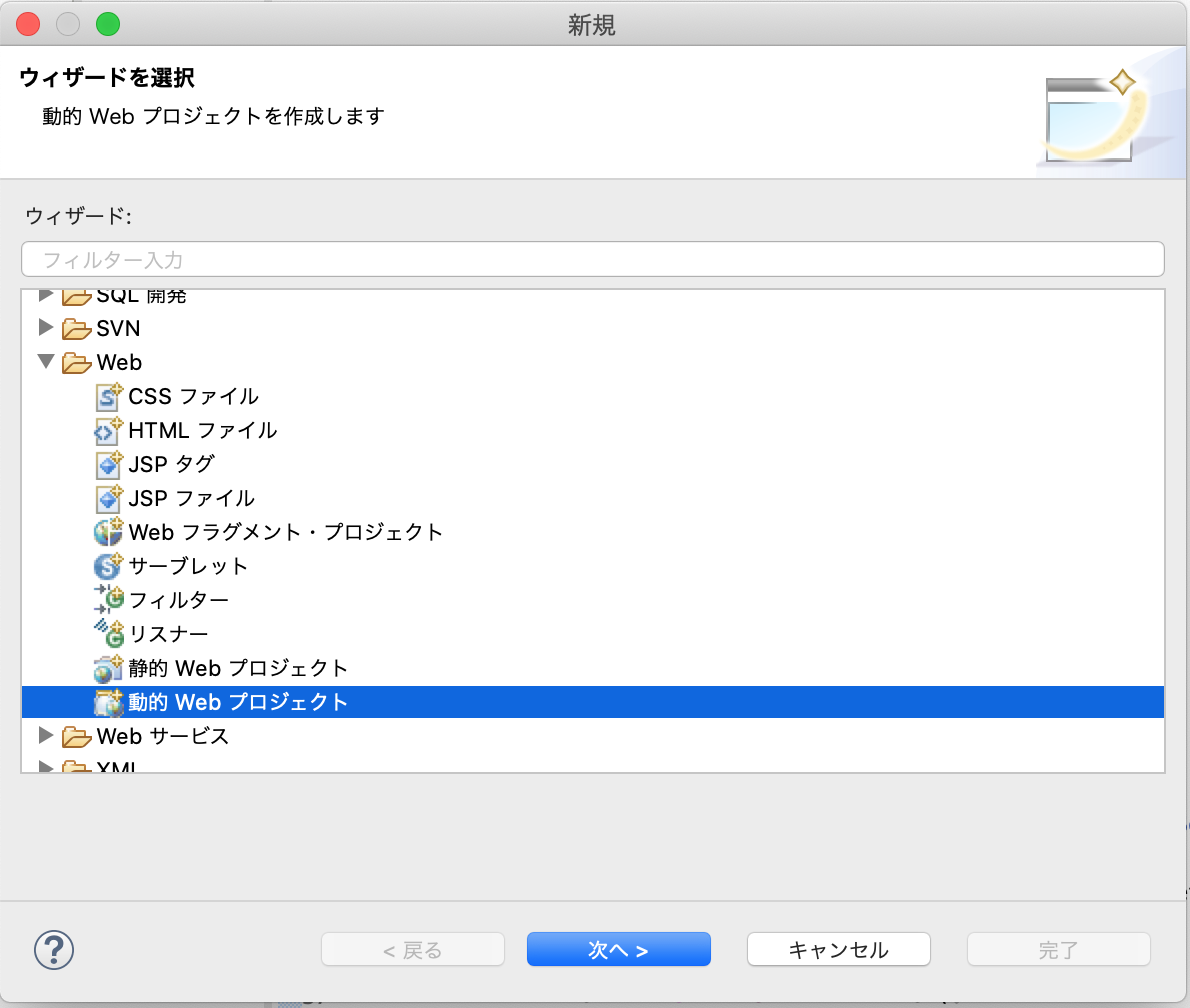 新規
ウィザードを選択
動的 Web プロジェクトを作成します
ウィザード:
フィルター入力
SQL 開発
SVN
Web
CSS ファイル
HTML ファイル
JSP タグ
JSP ファイル
Web フラグメント・プロジェクト
サーブレット
フィルター
リスナー
静的 Web プロジェクト
動的 Web プロジェクト
Web サービス
XML
?
< 戻る
次へ >
キャンセル
完了